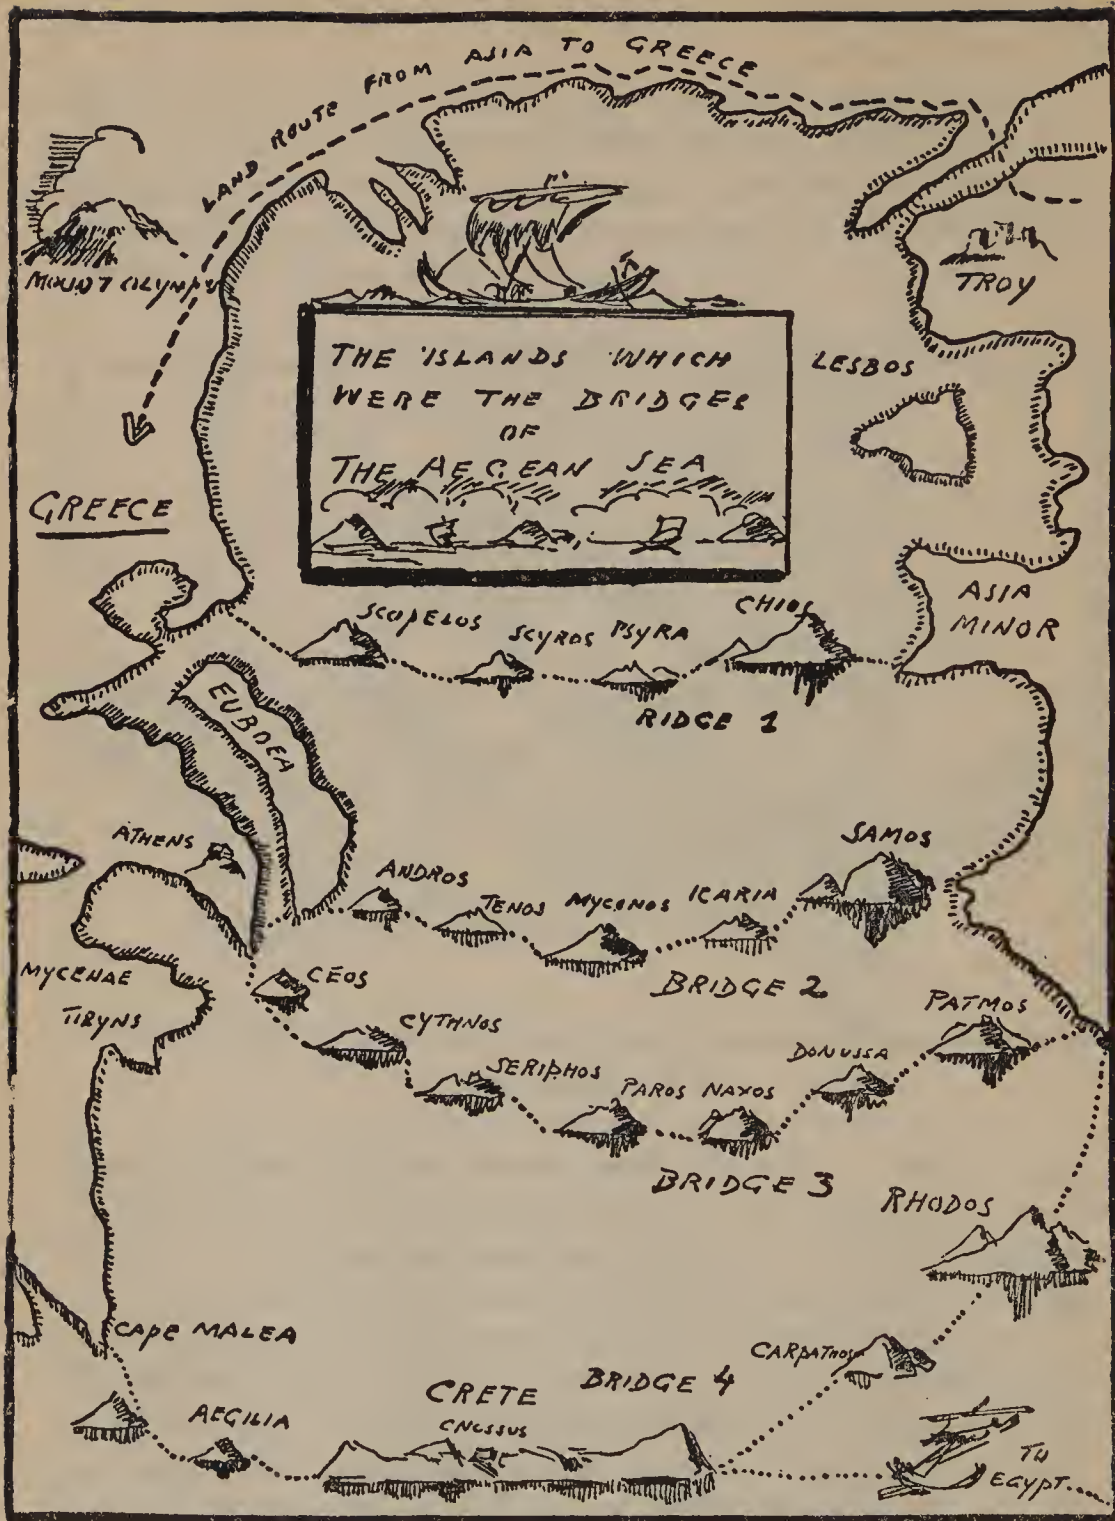 LAND ROUTE FROM ASIA TO GREECE
MOUNT OLYMPUS
TROY
THE ISLANDS WHICH
WERE THE BRIDGES
OF
THE AEGEAN SEA
LESBOS
GREECE
ASIA
MINOR
SCOPELOS
SCYROS
PSYRA
CHIOS
RIDGE 1
EUBOEA
ATHENS
ANDROS
TENOS
MYCONOS
ICARIA
SAMOS
BRIDGE 2
MYCENAE
TIRYNS
CEOS
CYTHNOS
SERIPHOS
PAROS
NAXOS
DONUSSA
PATMOS
BRIDGE 3
RHODOS
CAPE MALEA
CARPATHOS
BRIDGE 4
CRETE
CNOSSUS
AEGILIA
TO
EGYPT